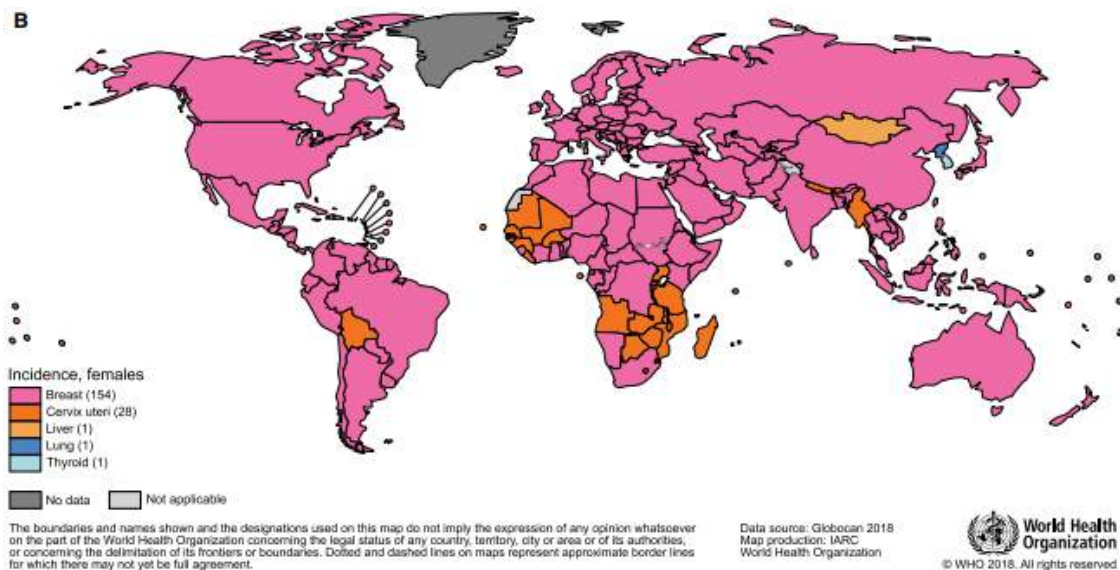 B
Incidence, females
Breast (154)
Cervix uteri (28)
Liver (1)
Lung (1)
Thyroid (1)
No data
Not applicable
The boundaries and names shown and the designations used on this map do not imply the expression of any opinion whatsoever
on the part of the World Health Organization concerning the legal status of any country, territory, city or area or of its authorities,
or concerning the delimitation of its frontiers or boundaries. Dotted and dashed lines on maps represent approximate border lines
for which there may not yet be full agreement.
Data source: Globocan 2018
Map production: IARC
World Health Organization
World Health
Organization
© WHO 2018. All rights reserved